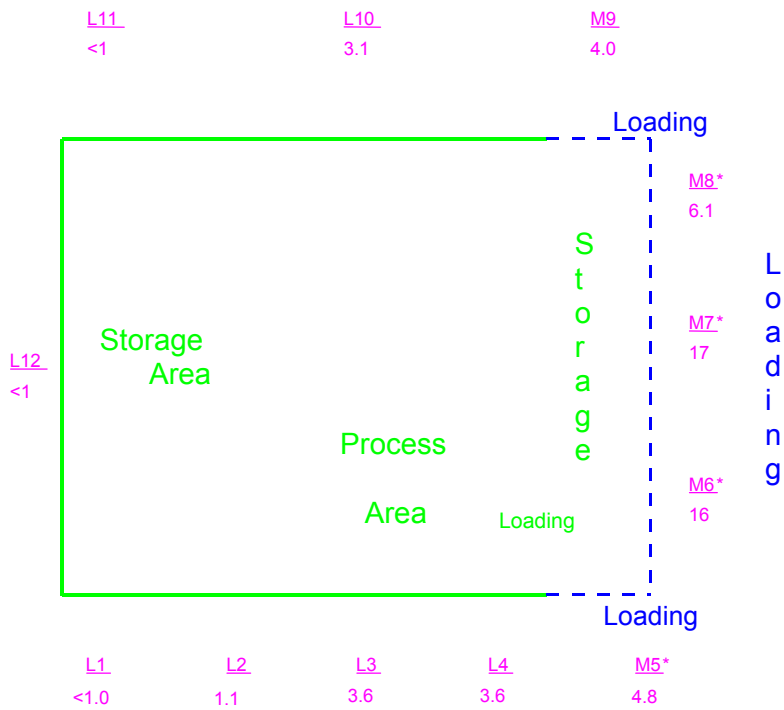 L11 L10 M9
<1 3.1 4.0
Loading
M8*
6.1
Storage
Loading
M7*
17
Storage
Area
L12
<1
Process
Area
Loading
M6*
16
Loading
L1 L2 L3 L4 M5*
<1.0 1.1 3.6 3.6 4.8